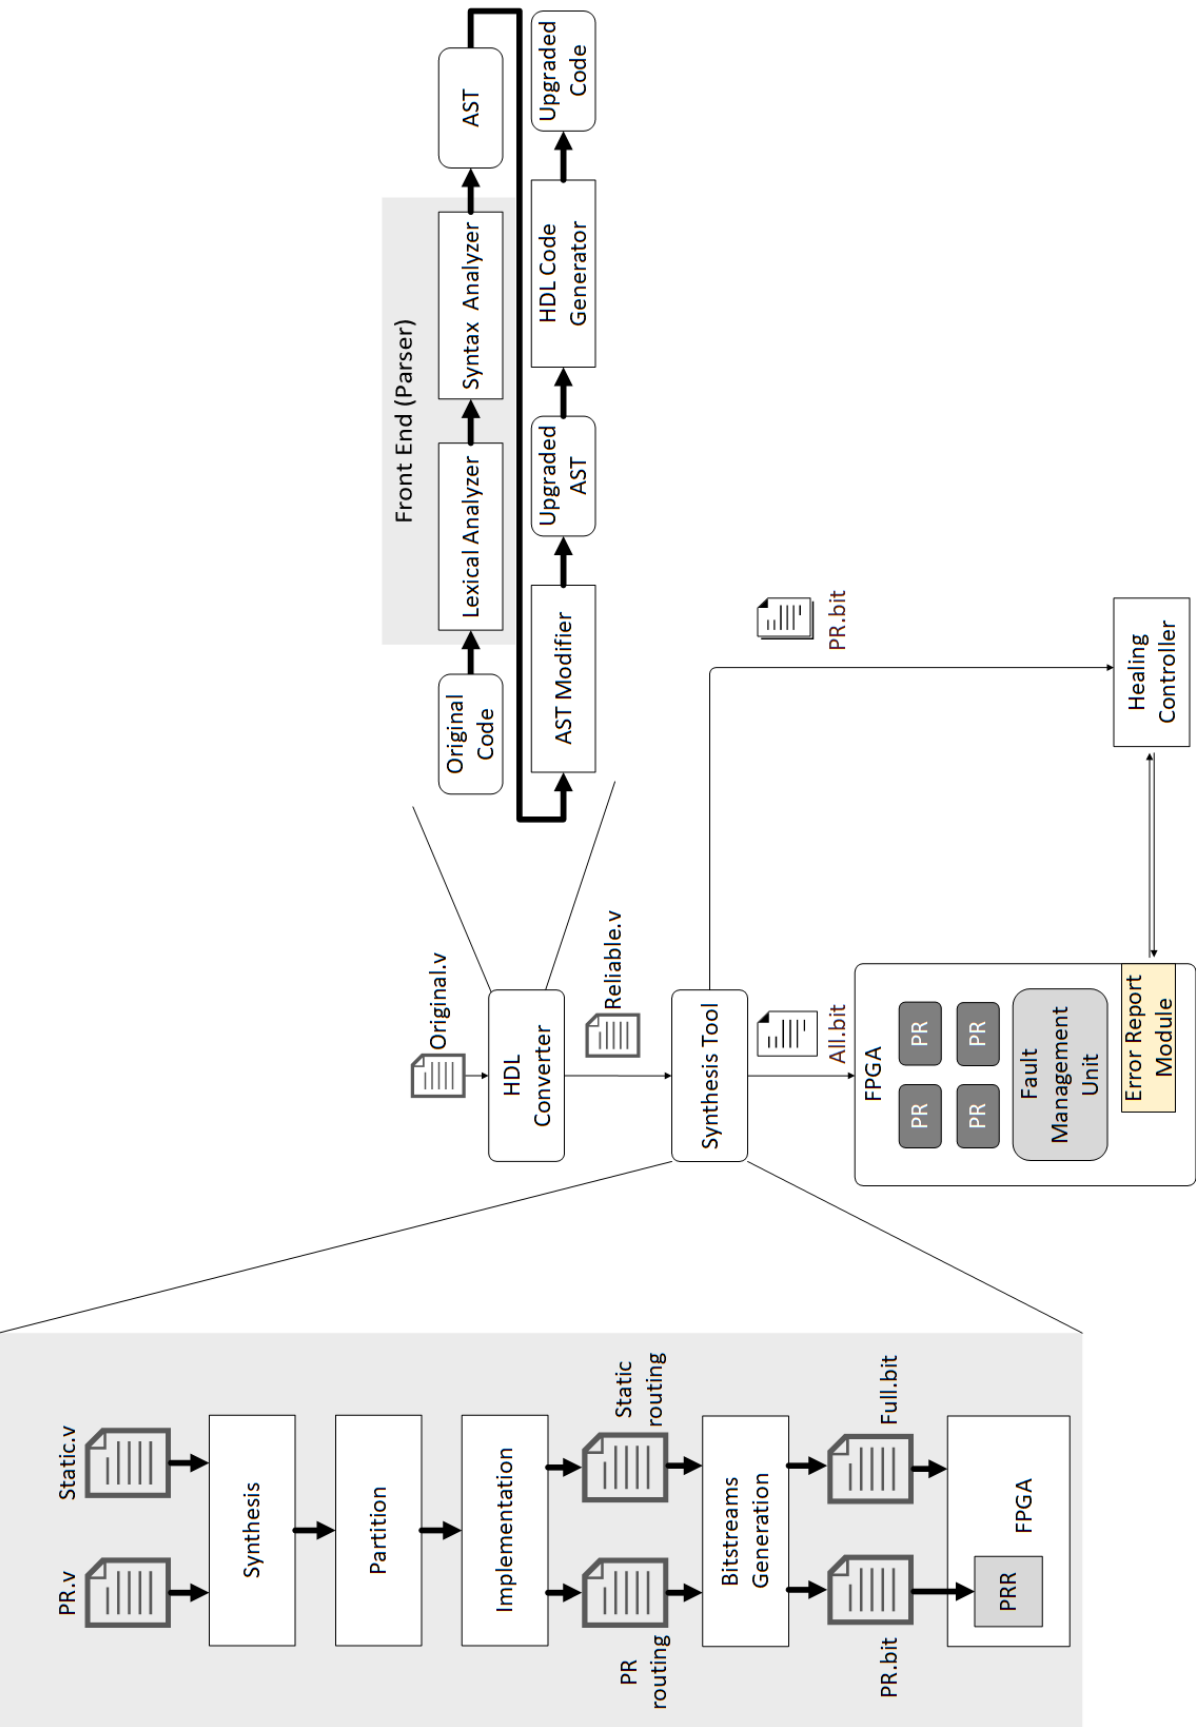 Static.v
PR.v
Synthesis
Partition
Implementation
Static
routing
PR
routing
Bitstreams
Generation
Full.bit
PR.bit
FPGA
PRR
Original.v
HDL
Converter
Reliable.v
Synthesis Tool
All.bit
PR.bit
FPGA
PR
PR
PR
PR
Fault
Management
Unit
Error Report
Module
Healing
Controller
Front End (Parser)
Original
Code
Lexical Analyzer
Syntax Analyzer
AST
AST Modifier
Upgraded
AST
HDL Code
Generator
Upgraded
Code